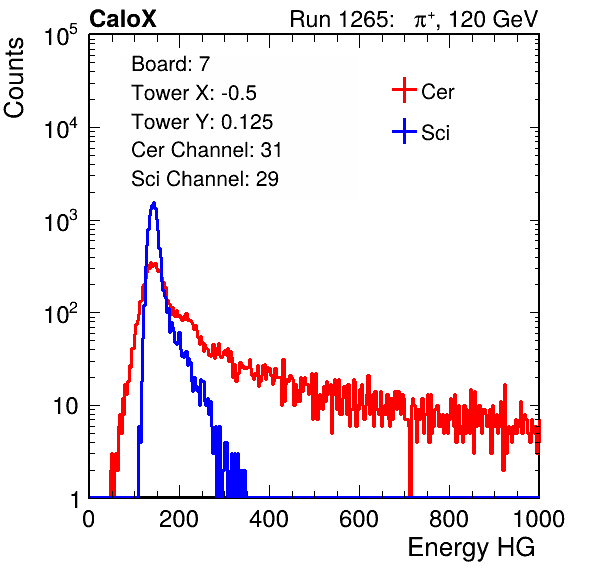 CaloX Run 1265: π⁺, 120 GeV
Counts
10⁵
10⁴
10³
10²
10
1
Board: 7
Tower X: -0.5
Tower Y: 0.125
Cer Channel: 31
Sci Channel: 29
Cer
Sci
0 200 400 600 800 1000
Energy HG